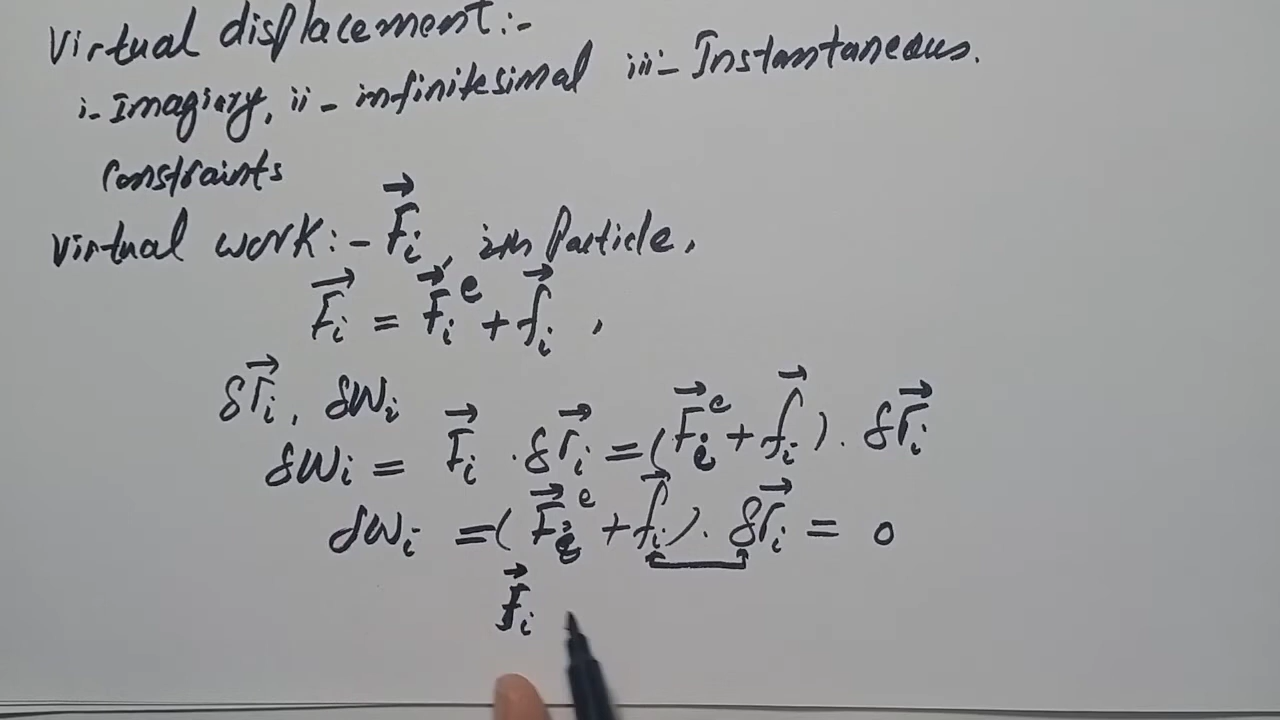 Virtual displacement:-
i- Imagiary, ii- infinitesimal iii- Instantaneous.
Constraints
Virtual work:- F⃗ᵢ, ith Particle,
F⃗ᵢ = F⃗ᵢᵉ + f⃗ᵢ ,
δr⃗ᵢ, δWᵢ
δWᵢ = F⃗ᵢ . δr⃗ᵢ = (F⃗ᵢᵉ + f⃗ᵢ). δr⃗ᵢ
δWᵢ = (F⃗ᵢᵉ + f⃗ᵢ). δr⃗ᵢ = 0
f⃗ᵢ